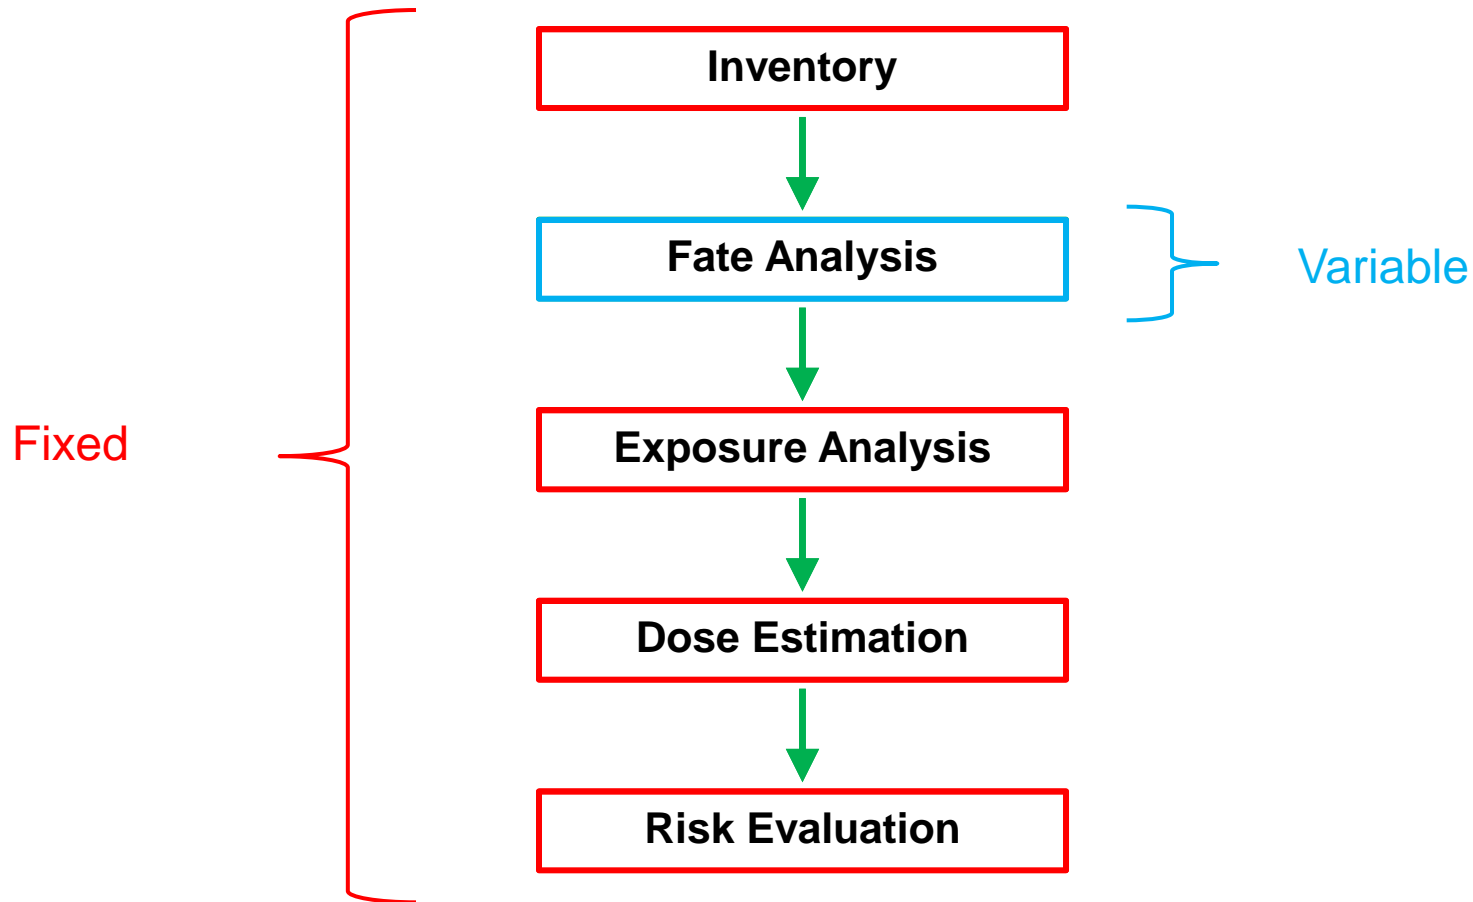 Inventory
Fate Analysis
Variable
Exposure Analysis
Fixed
Dose Estimation
Risk Evaluation